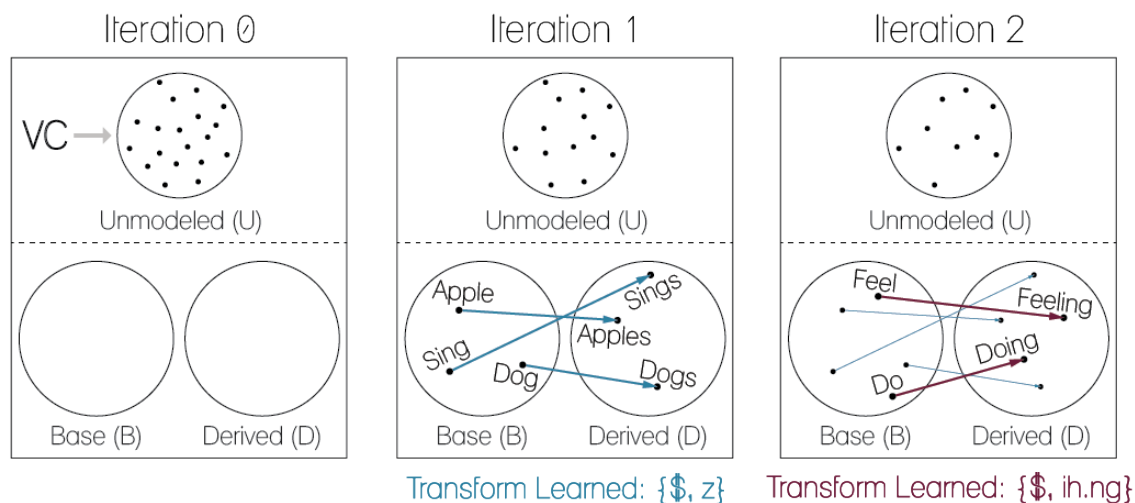 Iteration 0
VC
Unmodeled (U)
Base (B)
Derived (D)
Iteration 1
Unmodeled (U)
Apple
Sings
Apples
Sing
Dog
Dogs
Base (B)
Derived (D)
Transform Learned: {$, z}
Iteration 2
Unmodeled (U)
Feel
Feeling
Doing
Do
Base (B)
Derived (D)
Transform Learned: {$, ih.ng}